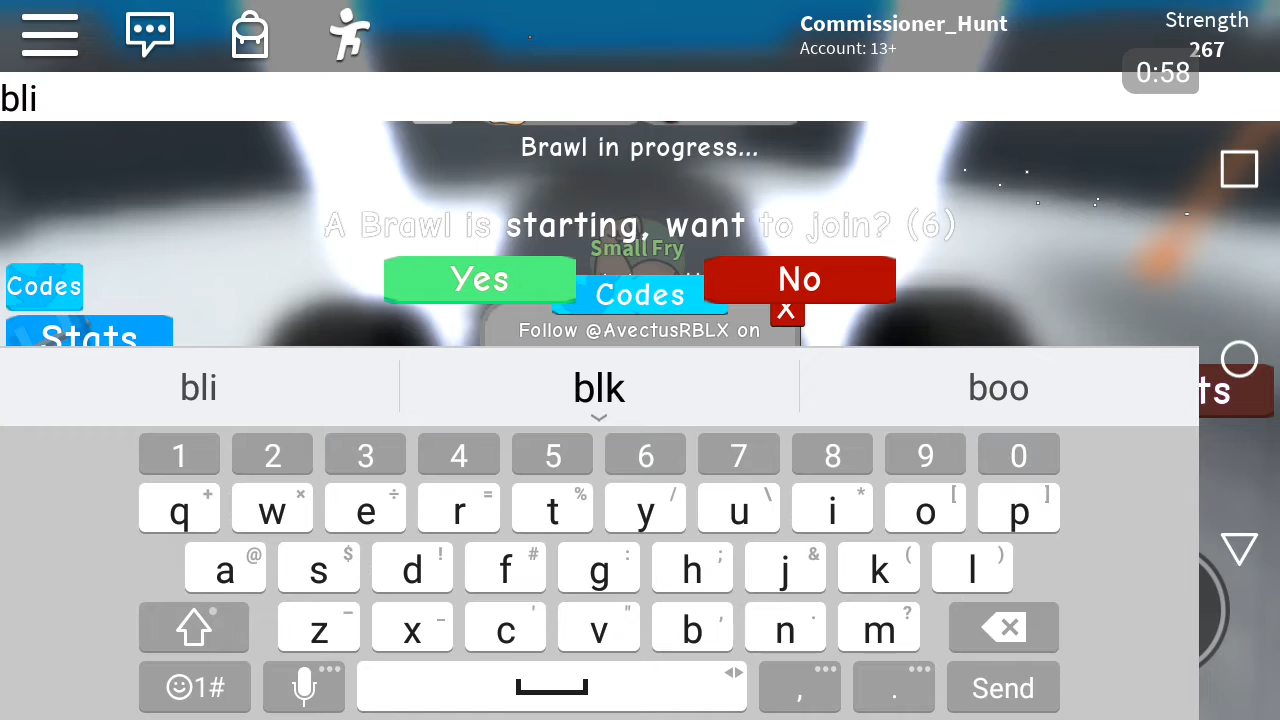 Commissioner_Hunt
Account: 13+
Strength
267
0:58
bli
Brawl in progress...
A Brawl is starting, want to join? (6)
Small Fry
Yes
No
Codes
Codes
X
Stats
Follow @AvectusRBLX on
ts
bli
blk
boo
1 2 3 4 5 6 7 8 9 0
q + w × e ÷ r = t % y / u \ i * o [ p ]
a @ s $ d ! f # g : h ; j & k ( l )
z – x _ c ' v " b , n . m ?
1# , . Send